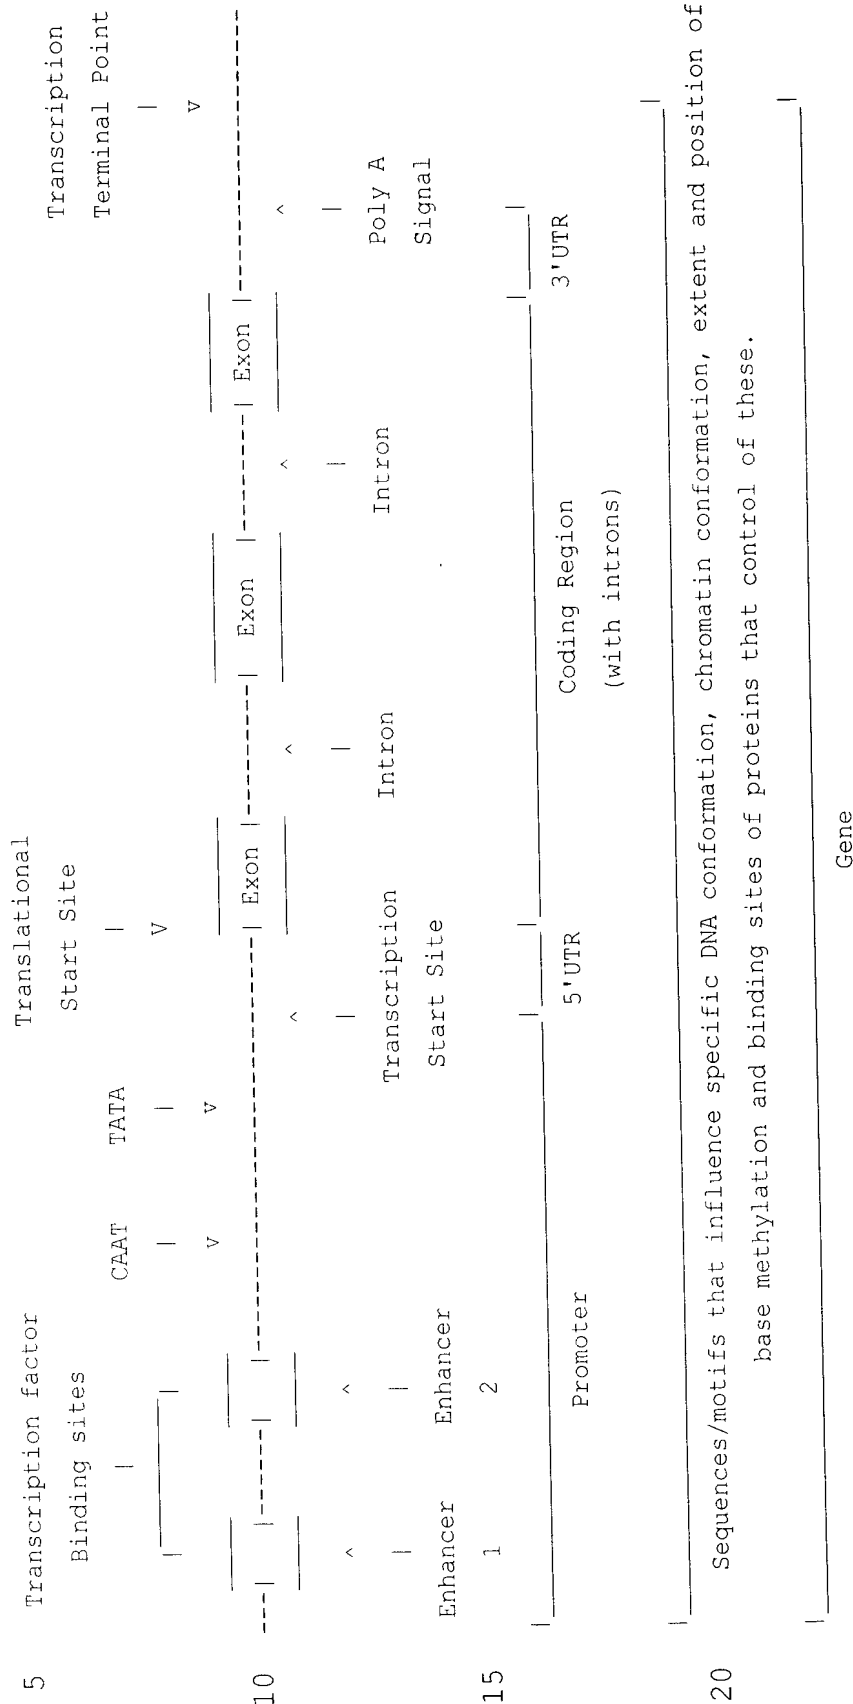 5
Transcription factor
Binding sites
CAAT
TATA
Translational
Start Site
Transcription
Terminal Point
10
Exon
Exon
Exon
Enhancer
1
Enhancer
2
Transcription
Start Site
Intron
Intron
Poly A
Signal
15
Promoter
5'UTR
Coding Region
(with introns)
3'UTR
20
Sequences/motifs that influence specific DNA conformation, chromatin conformation, extent and position of
base methylation and binding sites of proteins that control of these.
Gene